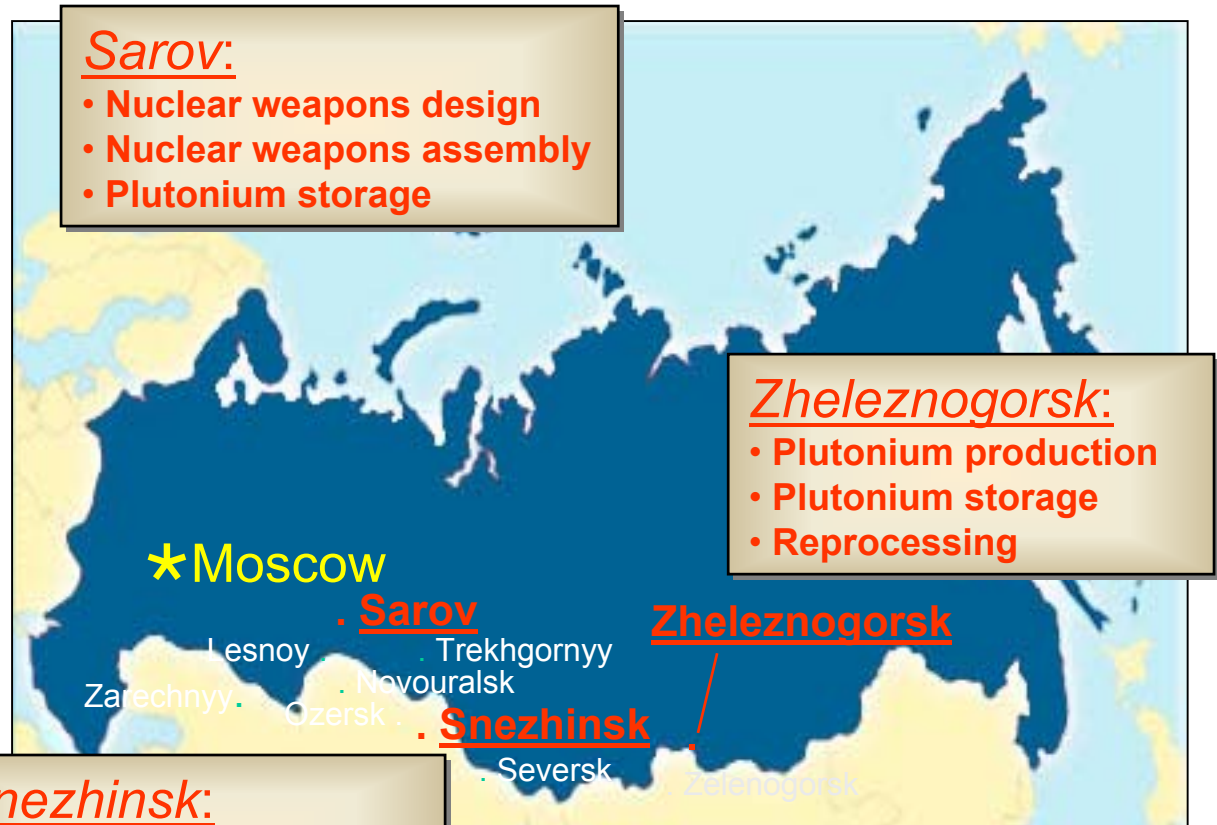 Sarov:
• Nuclear weapons design
• Nuclear weapons assembly
• Plutonium storage
Zheleznogorsk:
• Plutonium production
• Plutonium storage
• Reprocessing
*Moscow
. Sarov
Zheleznogorsk
Lesnoy .
. Trekhgornyy
Zarechnyy.
. Novouralsk
Ozersk .
. Snezhinsk
. Seversk
. Zelenogorsk
nezhinsk: